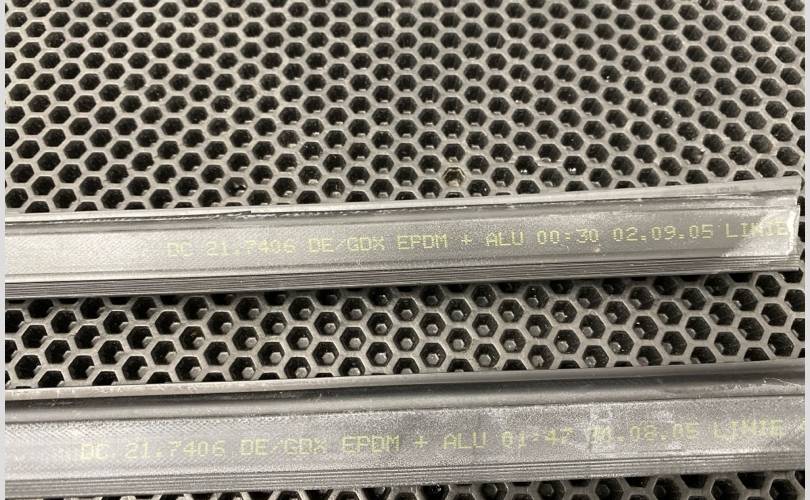 DC 21.7406 DE/GDX EPDM + ALU 00:30 02.09.05 LINIE
DC 21.7406 DE/GDX EPDM + ALU 01:47 LINIE